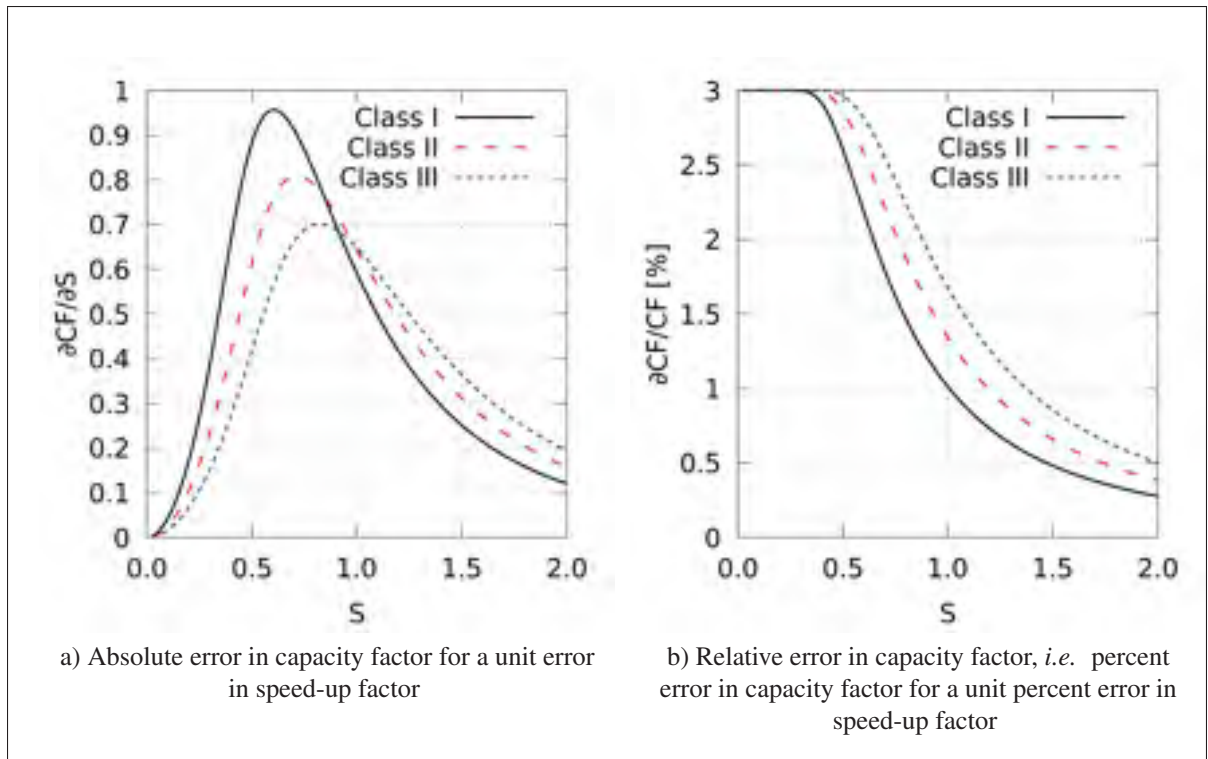 1
0.9
0.8
0.7
0.6
0.5
0.4
0.3
0.2
0.1
0
∂CF/∂S
Class I
Class II
Class III
0.0 0.5 1.0 1.5 2.0
S
3
2.5
2
1.5
1
0.5
0
∂CF/CF [%]
Class I
Class II
Class III
0.0 0.5 1.0 1.5 2.0
S
a) Absolute error in capacity factor for a unit error
in speed-up factor
b) Relative error in capacity factor, i.e. percent
error in capacity factor for a unit percent error in
speed-up factor